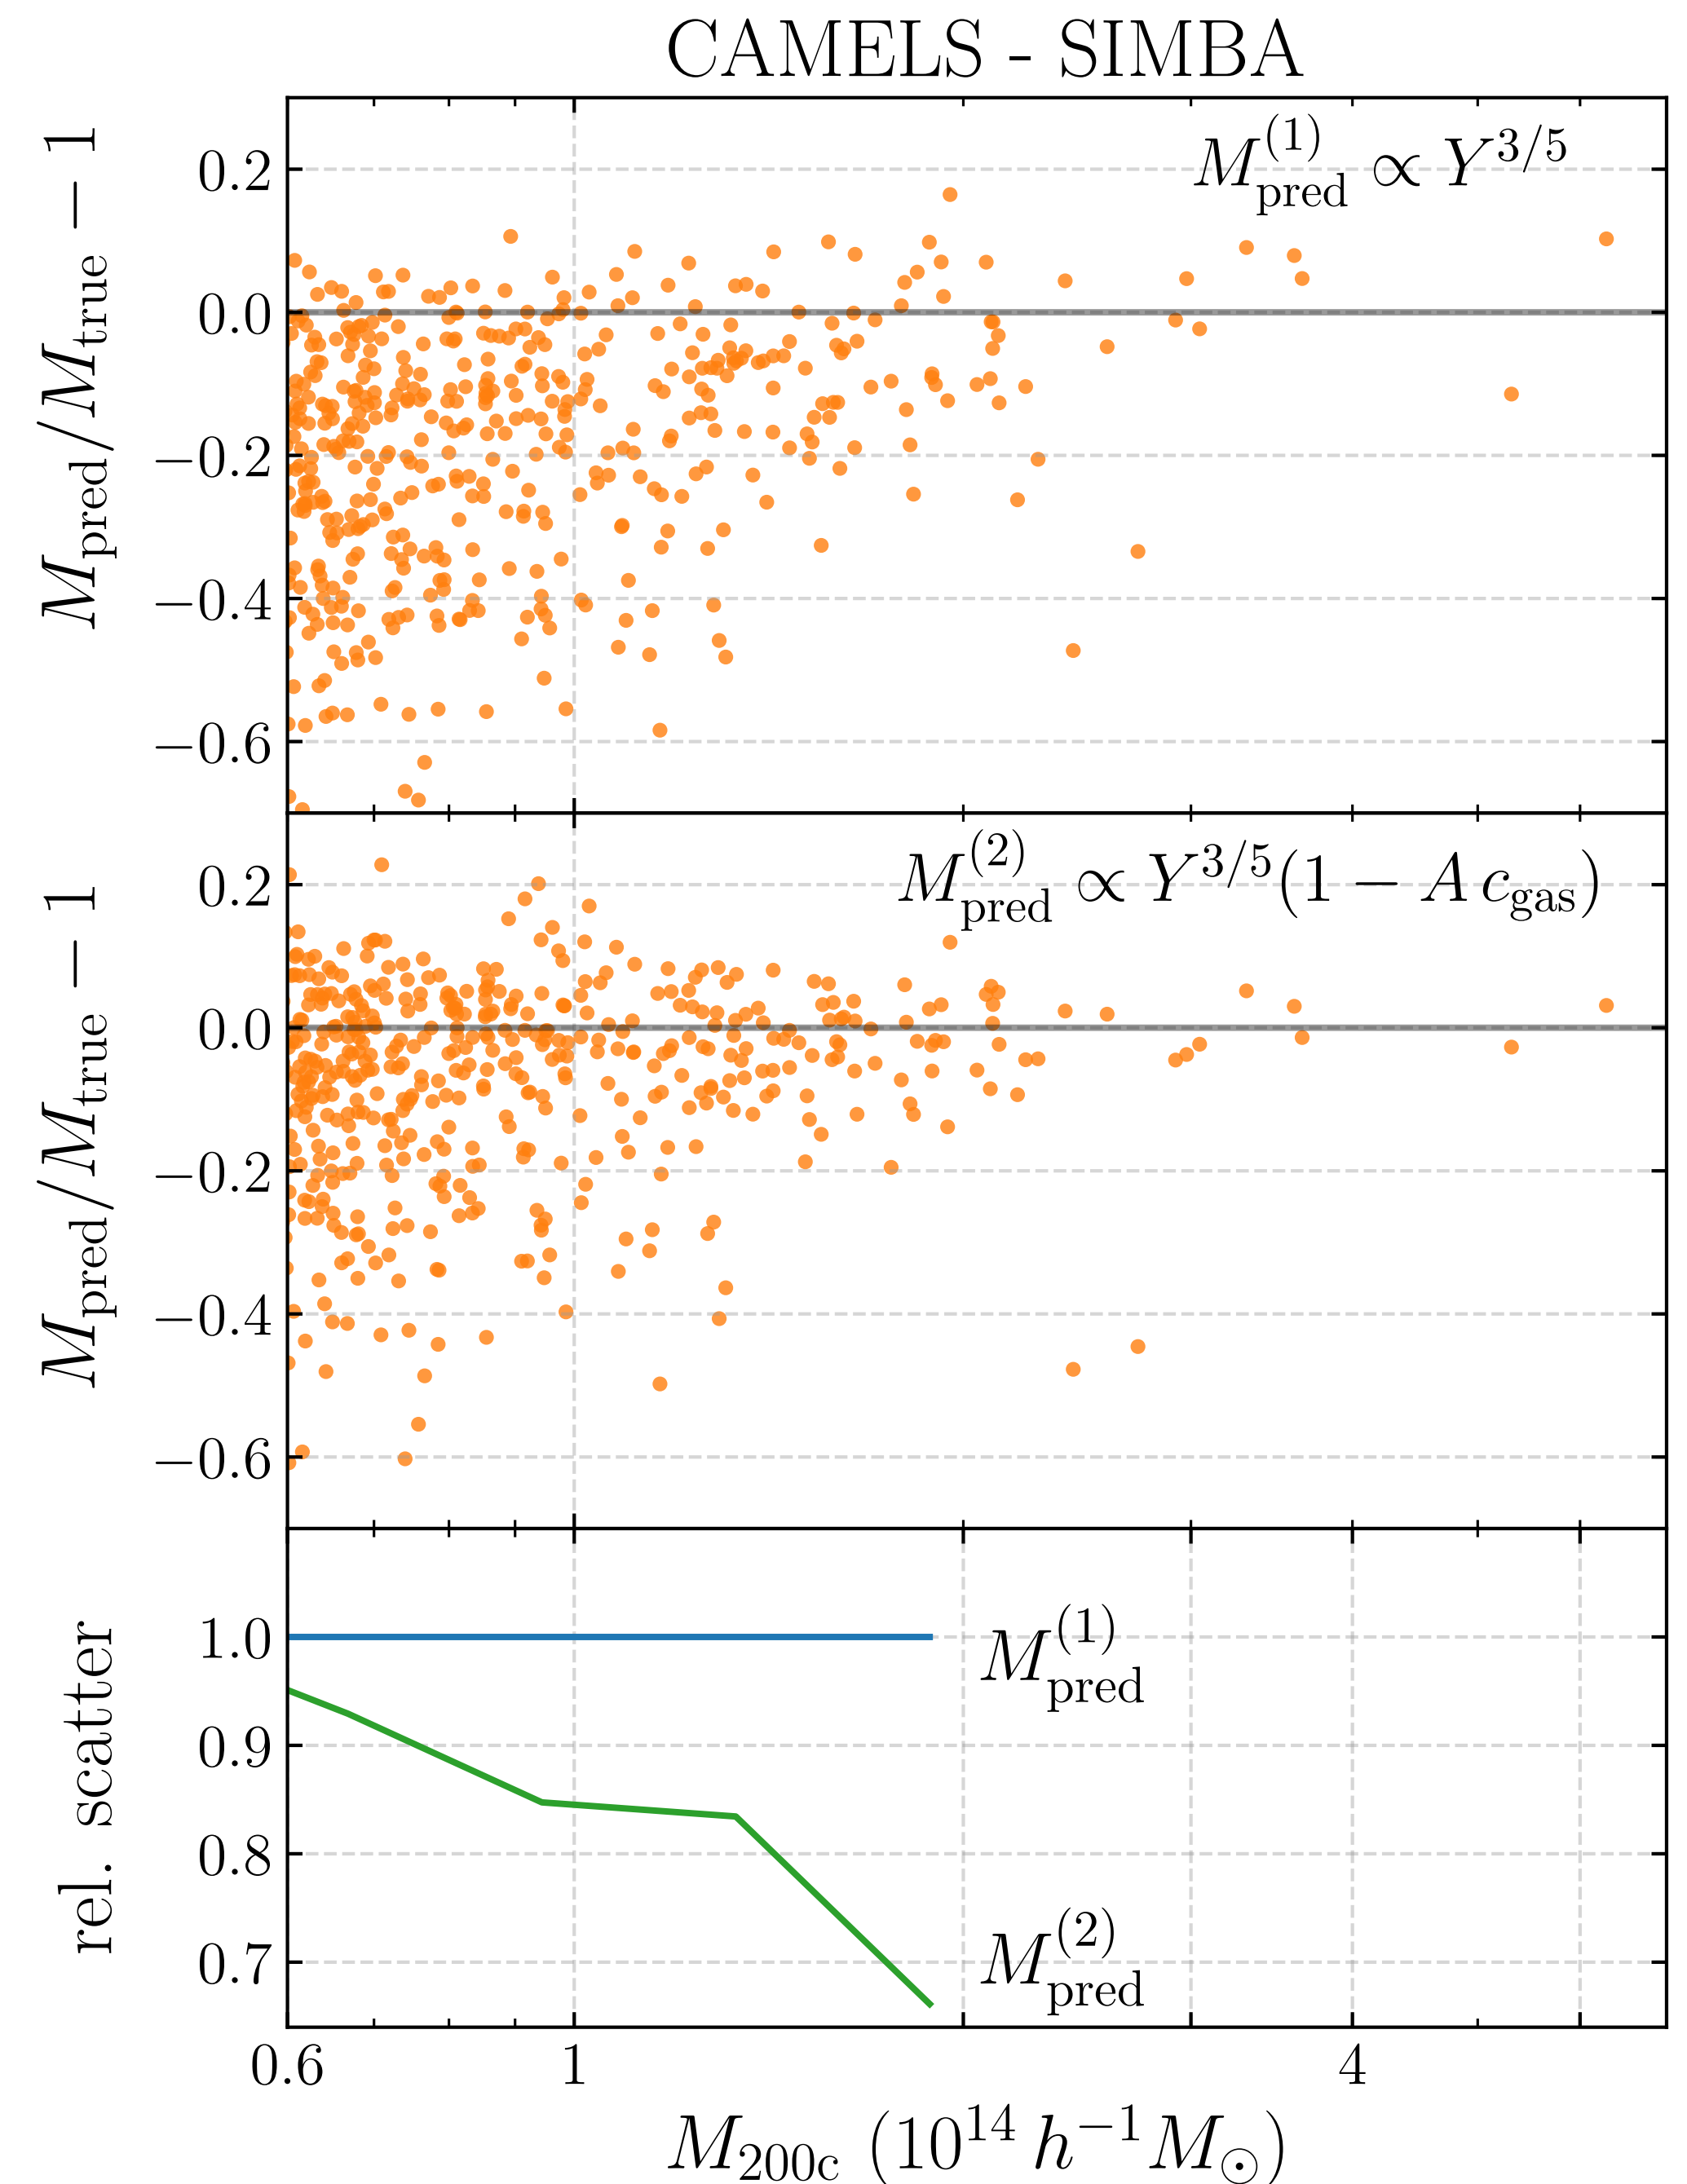 CAMELS - SIMBA
M_pred^(1) ∝ Y^3/5
0.2
0.0
−0.2
−0.4
−0.6
M_pred/M_true − 1
M_pred^(2) ∝ Y^3/5(1 − A c_gas)
0.2
0.0
−0.2
−0.4
−0.6
M_pred/M_true − 1
1.0
0.9
0.8
0.7
rel. scatter
M_pred^(1)
M_pred^(2)
0.6 1 4
M_200c (10^14 h^−1 M_⊙)